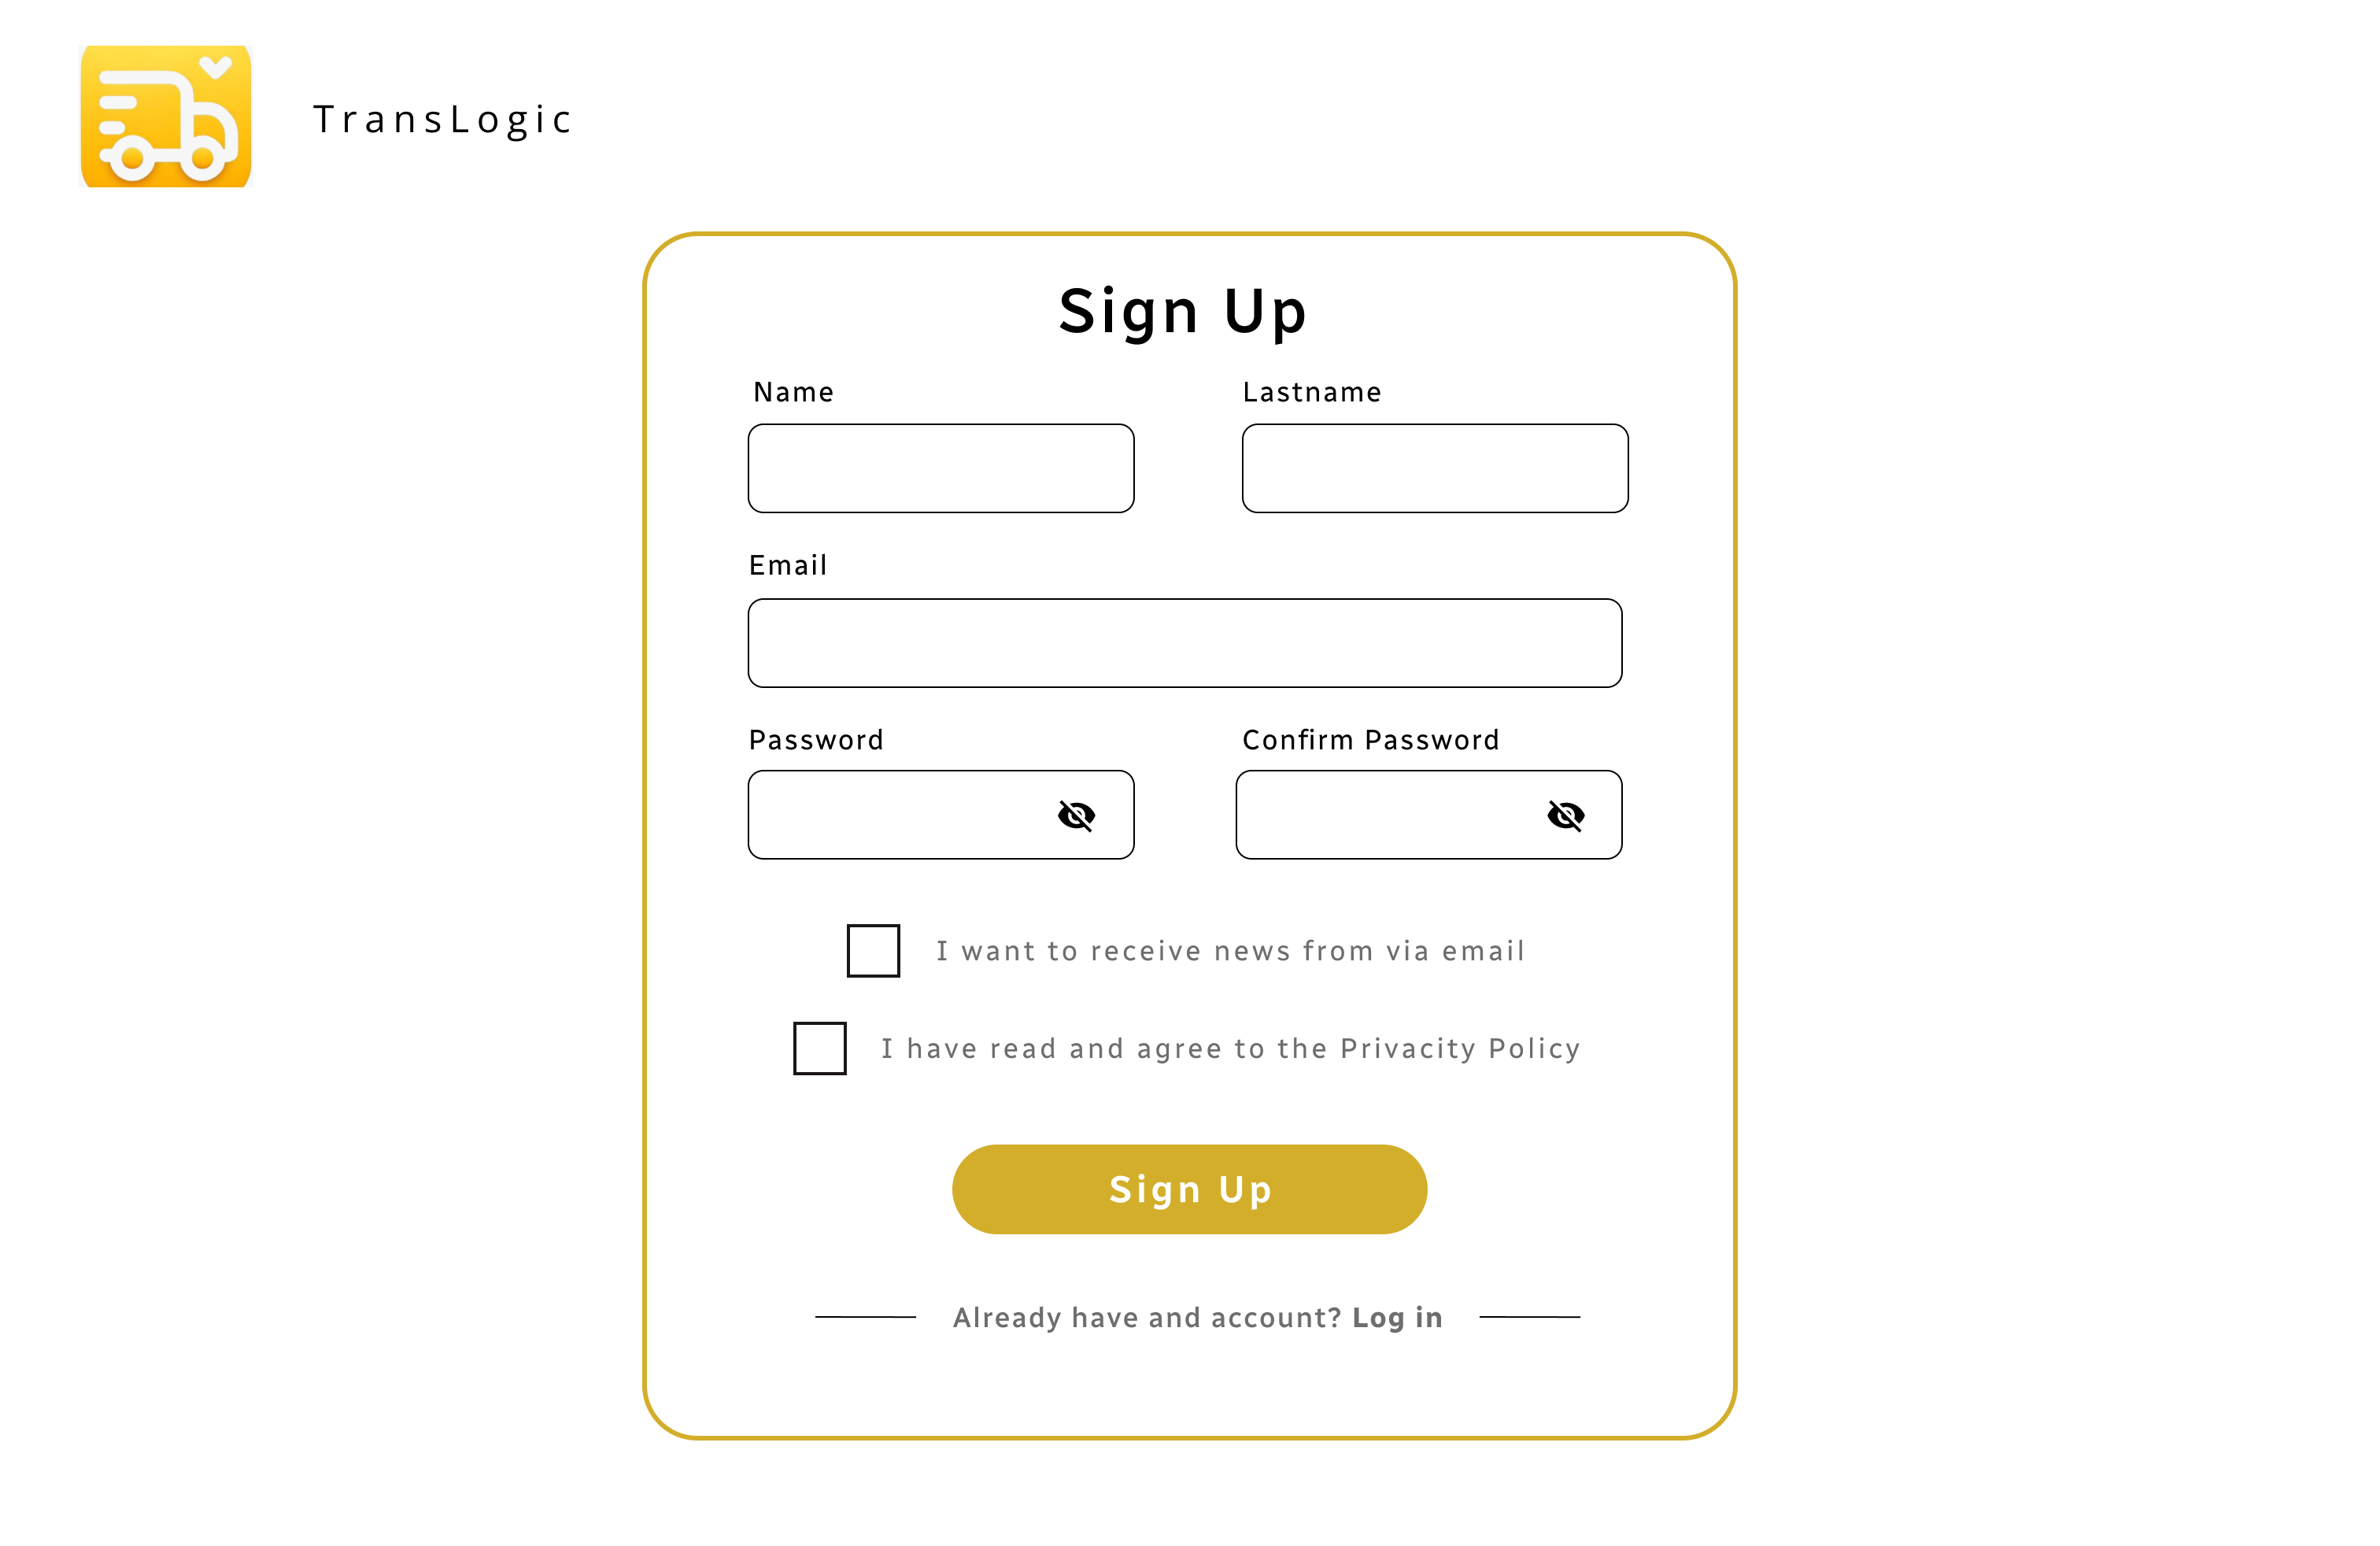 TransLogic
Sign Up
Name
Lastname
Email
Password
Confirm Password
I want to receive news from via email
I have read and agree to the Privacity Policy
Sign Up
Already have and account? Log in